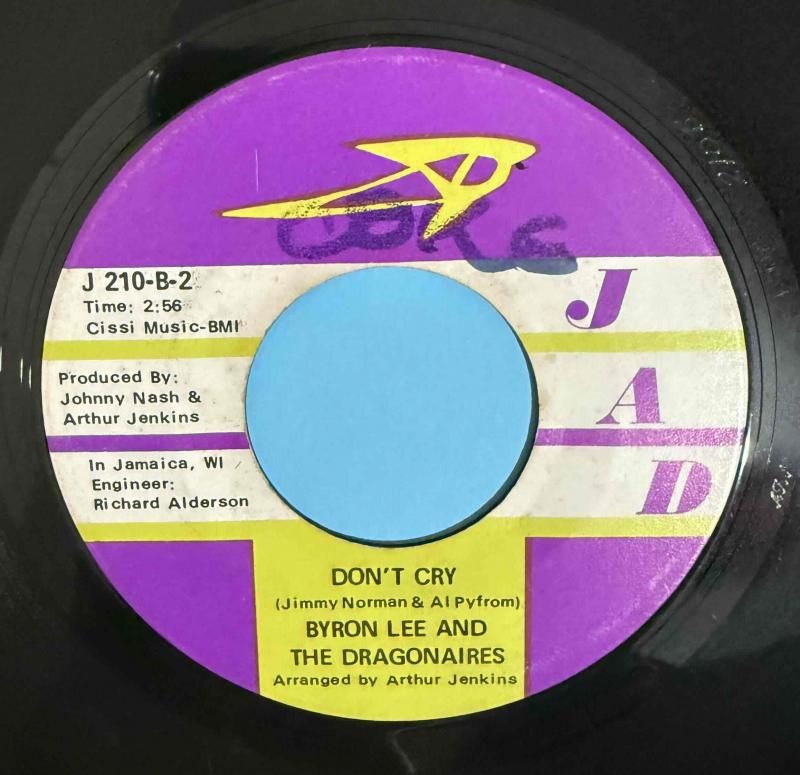 J 210-B-2
Time: 2:56
Cissi Music-BMI
J
Produced By:
Johnny Nash &
Arthur Jenkins
A
In Jamaica, WI
Engineer:
Richard Alderson
D
DON'T CRY
(Jimmy Norman & Al Pyfrom)
BYRON LEE AND
THE DRAGONAIRES
Arranged by Arthur Jenkins